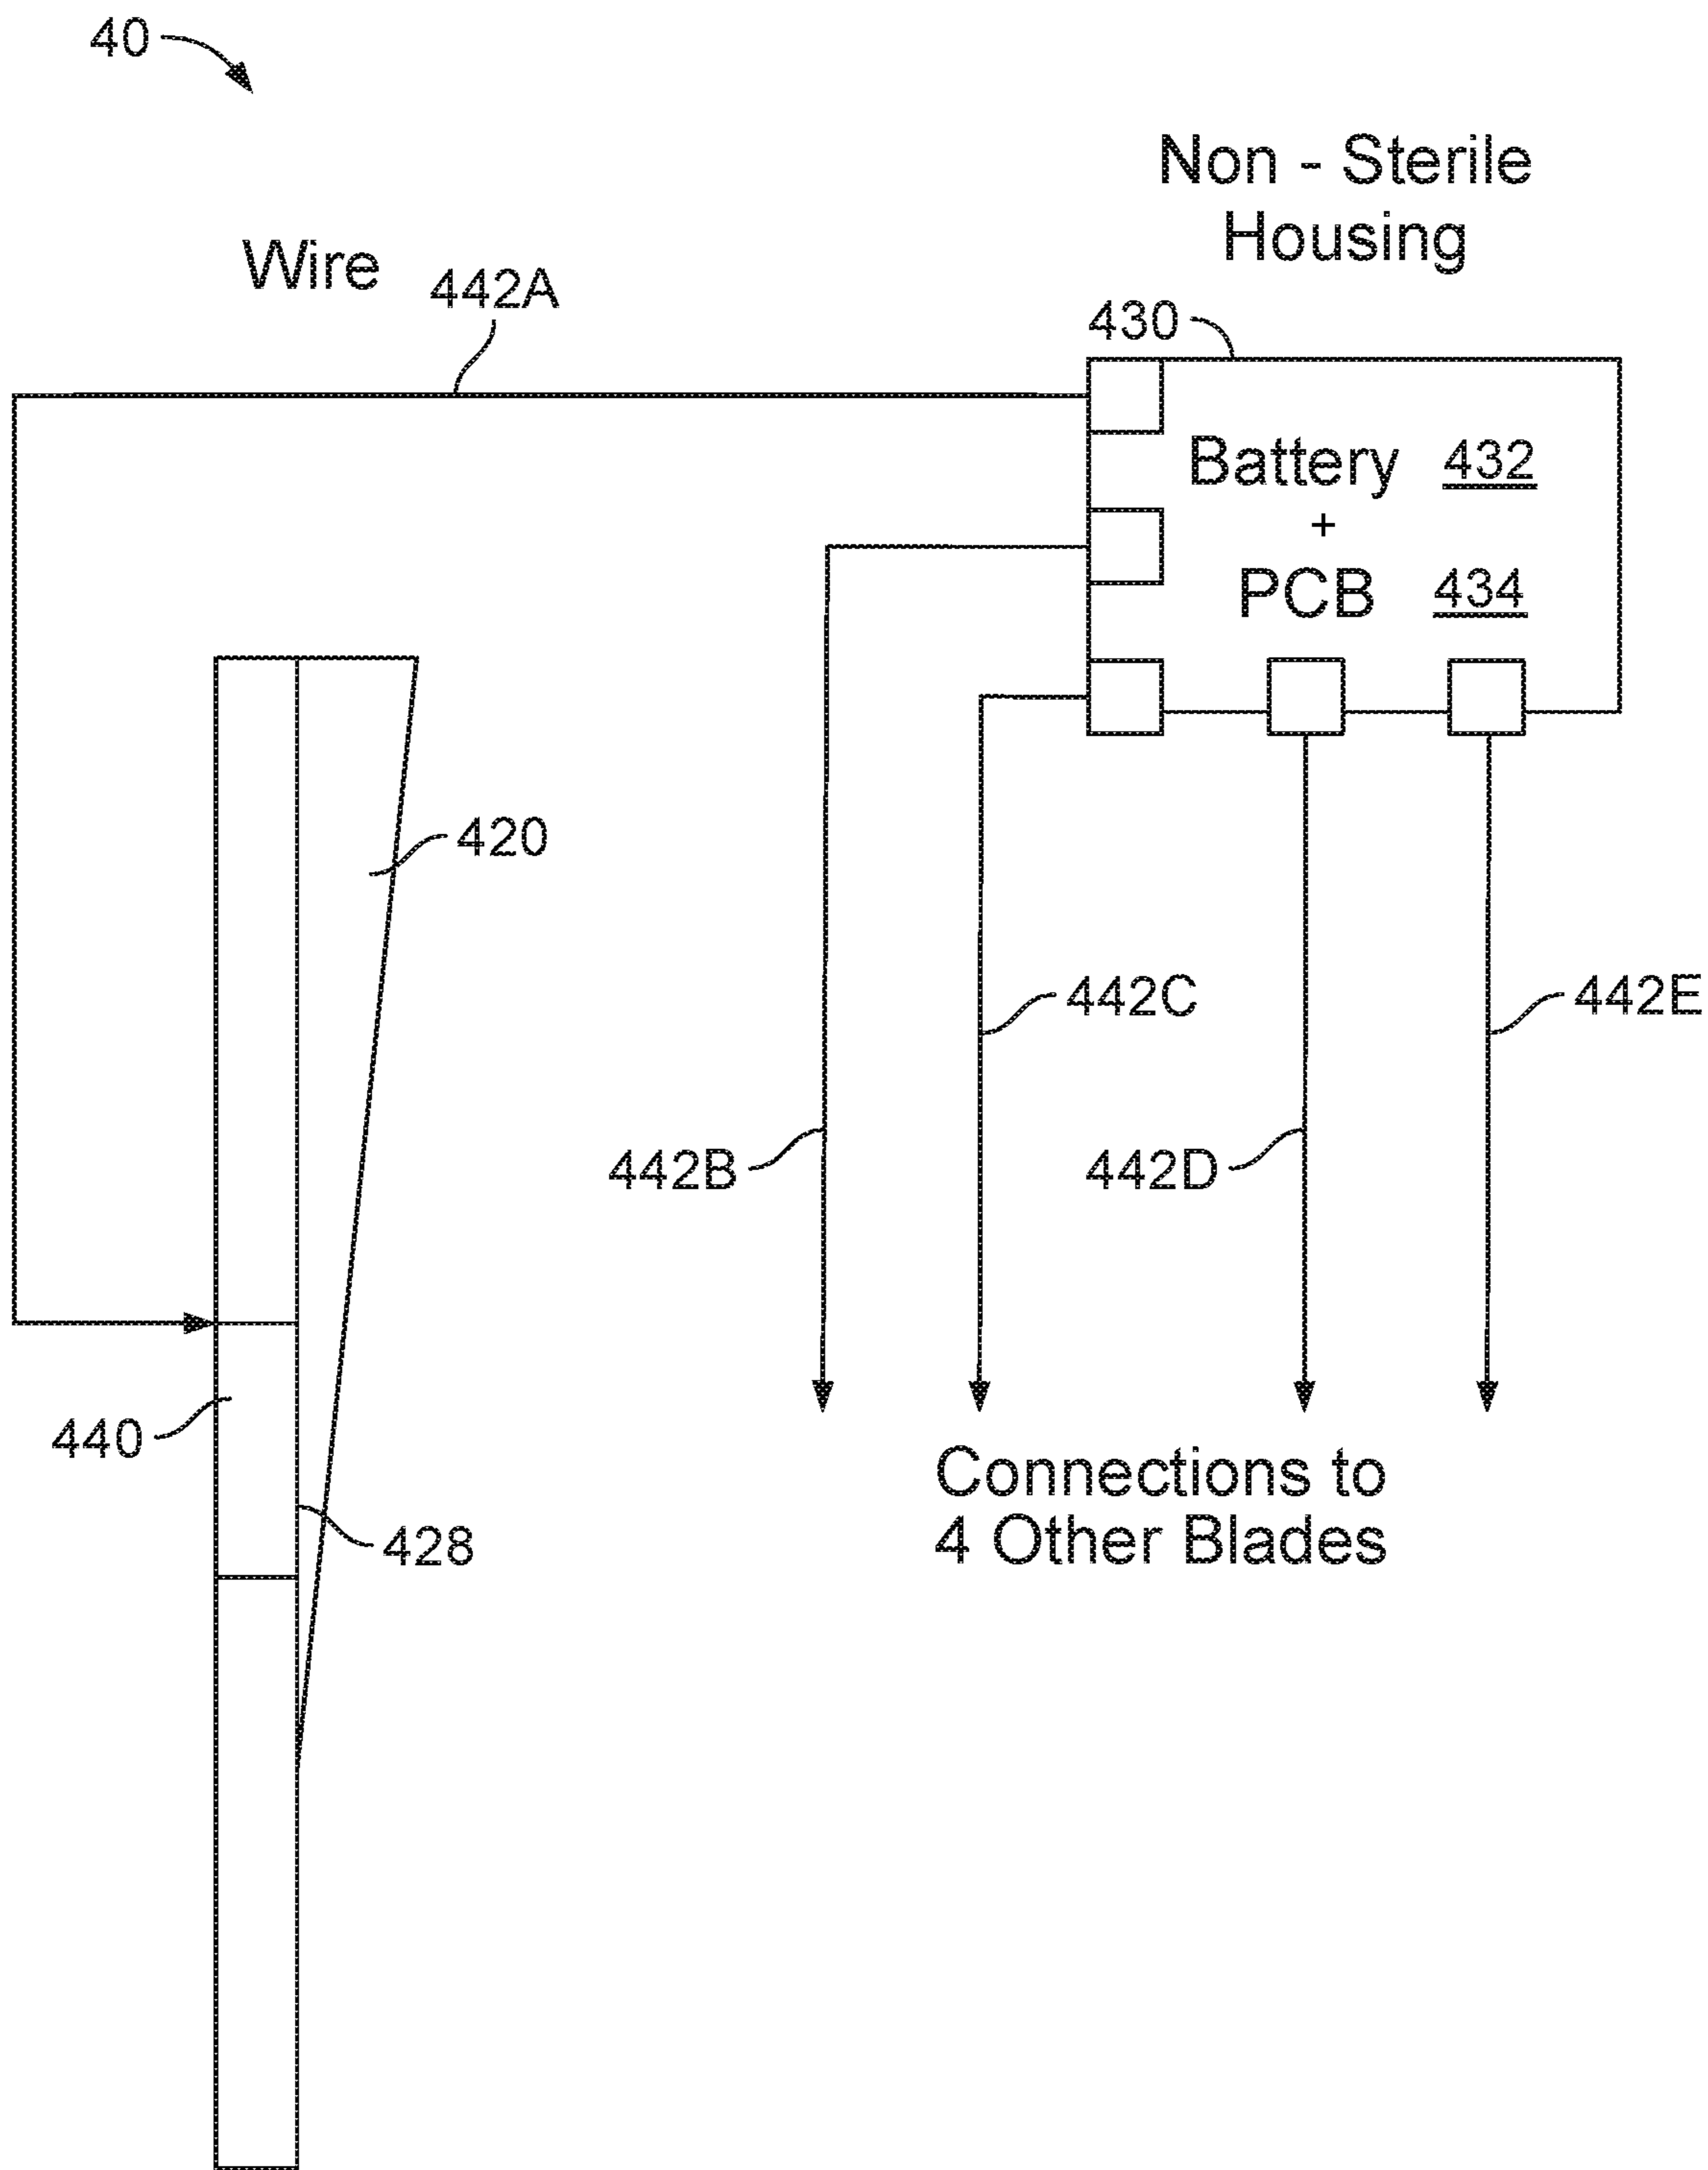 40
Non - Sterile
Housing
Wire
442A
430
Battery 432
+
PCB 434
420
442C
442E
442B
442D
440
428
Connections to
4 Other Blades